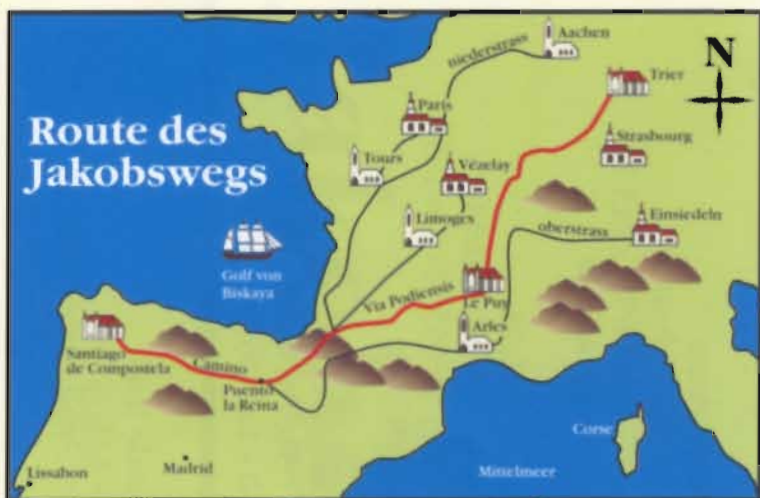 Route des
Jakobswegs
niederstrass
Aachen
N
Trier
Paris
Strasbourg
Tours
Vézelay
Limoges
oberstrass
Einsiedeln
Golf von
Biskaya
Via Podiensis
Le Puy
Arles
Santiago
de Compostela
Camino
Puento
la Reina
Corse
Lissabon
Madrid
Mittelmeer